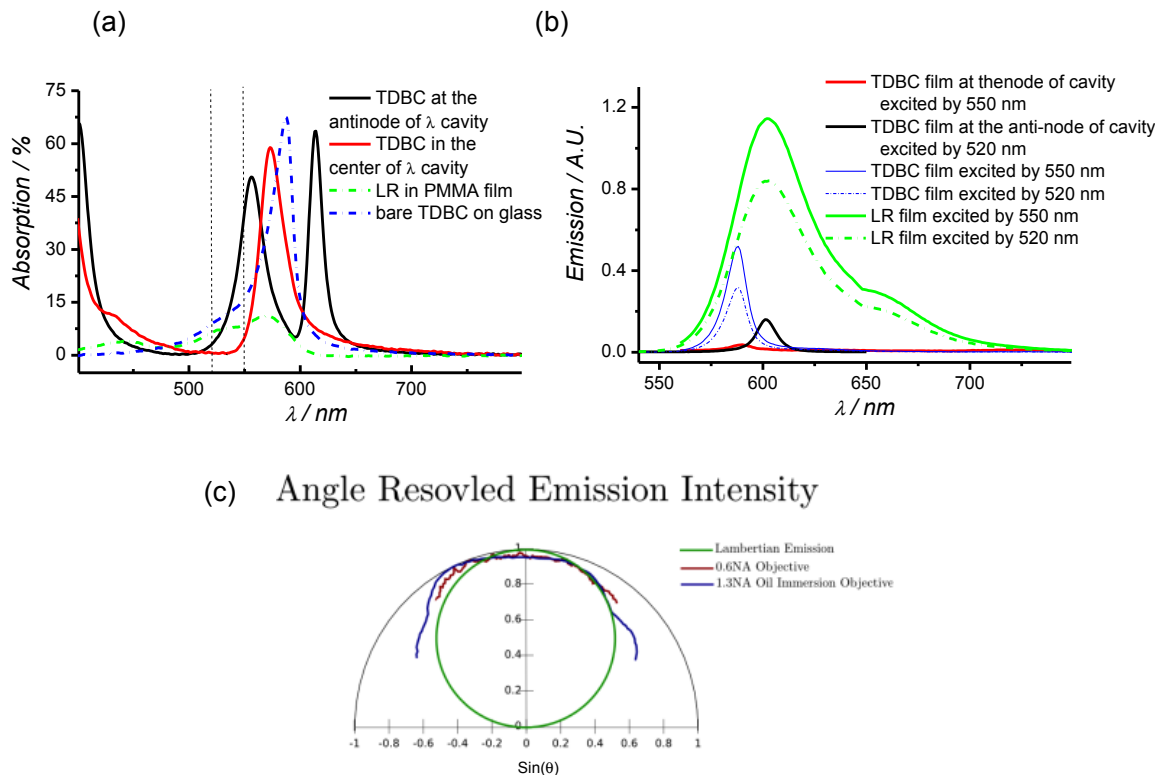 (a)
75
60
45
30
15
0
Absorption / %
500
600
700
λ / nm
TDBC at the
antinode of λ cavity
TDBC in the
center of λ cavity
LR in PMMA film
bare TDBC on glass
(b)
1.2
0.8
0.4
0.0
Emission / A.U.
550
600
650
700
λ / nm
TDBC film at thenode of cavity
excited by 550 nm
TDBC film at the anti-node of cavity
excited by 520 nm
TDBC film excited by 550 nm
TDBC film excited by 520 nm
LR film excited by 550 nm
LR film excited by 520 nm
(c)
Angle Resovled Emission Intensity
Lambertian Emission
0.6NA Objective
1.3NA Oil Immersion Objective
1
0.8
0.6
0.4
0.2
0
-1 -0.8 -0.6 -0.4 -0.2 0 0.2 0.4 0.6 0.8 1
Sin(θ)